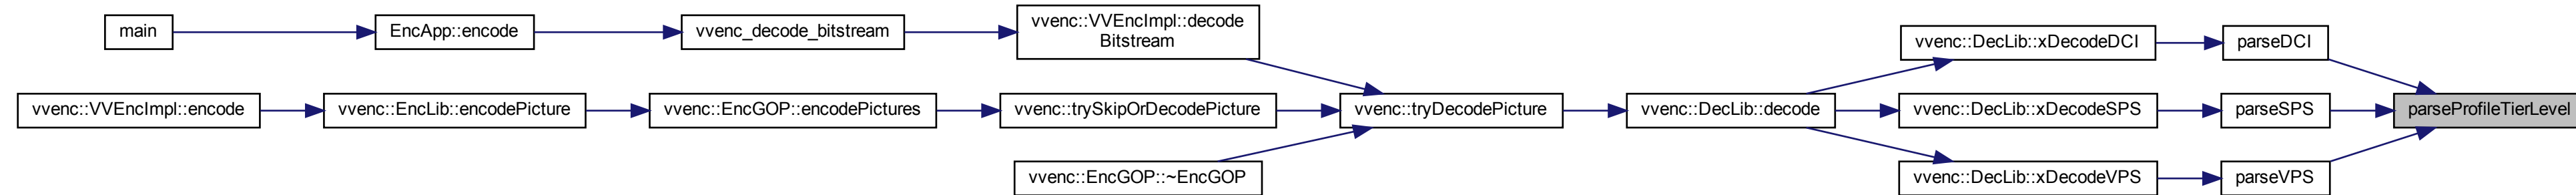 main
EncApp::encode
vvenc_decode_bitstream
vvenc::VVEncImpl::decode
Bitstream
vvenc::DecLib::xDecodeDCI
parseDCI
vvenc::VVEncImpl::encode
vvenc::EncLib::encodePicture
vvenc::EncGOP::encodePictures
vvenc::trySkipOrDecodePicture
vvenc::tryDecodePicture
vvenc::DecLib::decode
vvenc::DecLib::xDecodeSPS
parseSPS
parseProfileTierLevel
vvenc::EncGOP::~EncGOP
vvenc::DecLib::xDecodeVPS
parseVPS